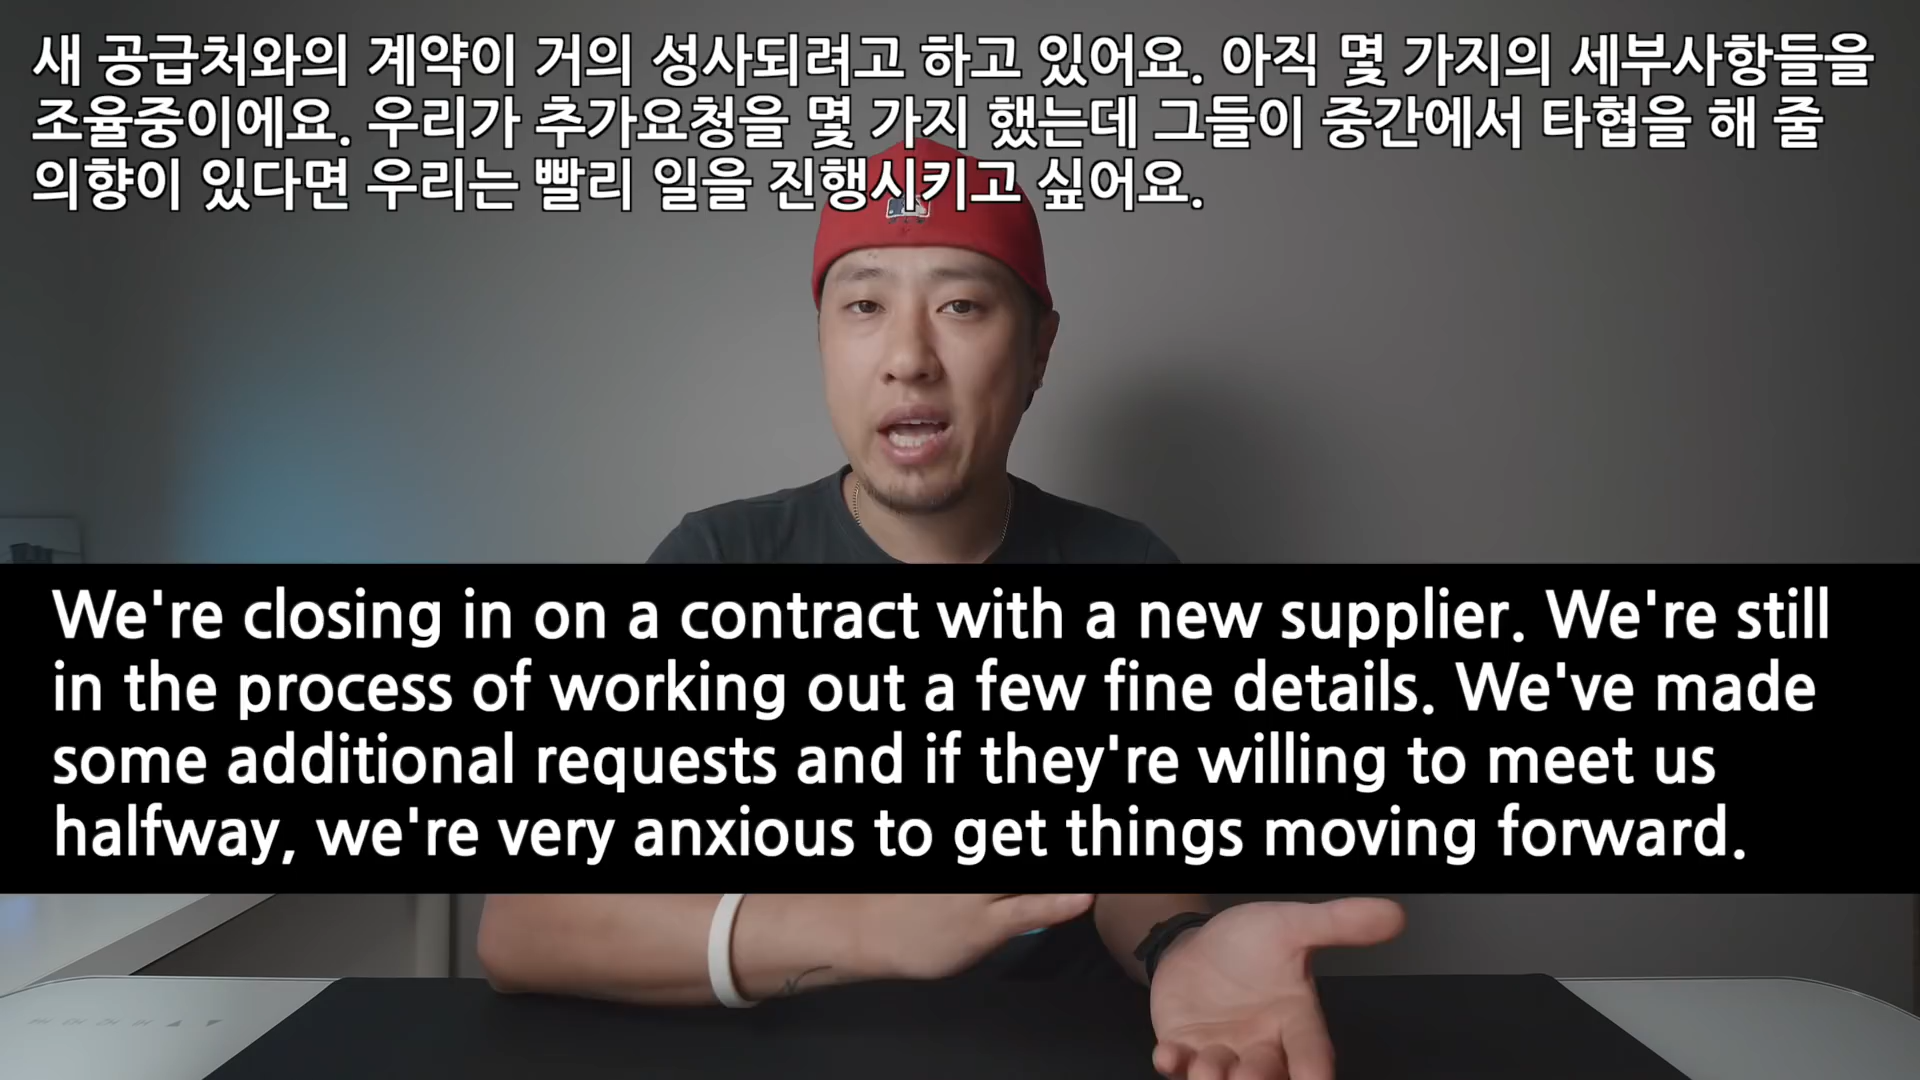 새 공급처와의 계약이 거의 성사되려고 하고 있어요. 아직 몇 가지의 세부사항들을
조율중이에요. 우리가 추가요청을 몇 가지 했는데 그들이 중간에서 타협을 해 줄
의향이 있다면 우리는 빨리 일을 진행시키고 싶어요.
We're closing in on a contract with a new supplier. We're still
in the process of working out a few fine details. We've made
some additional requests and if they're willing to meet us
halfway, we're very anxious to get things moving forward.